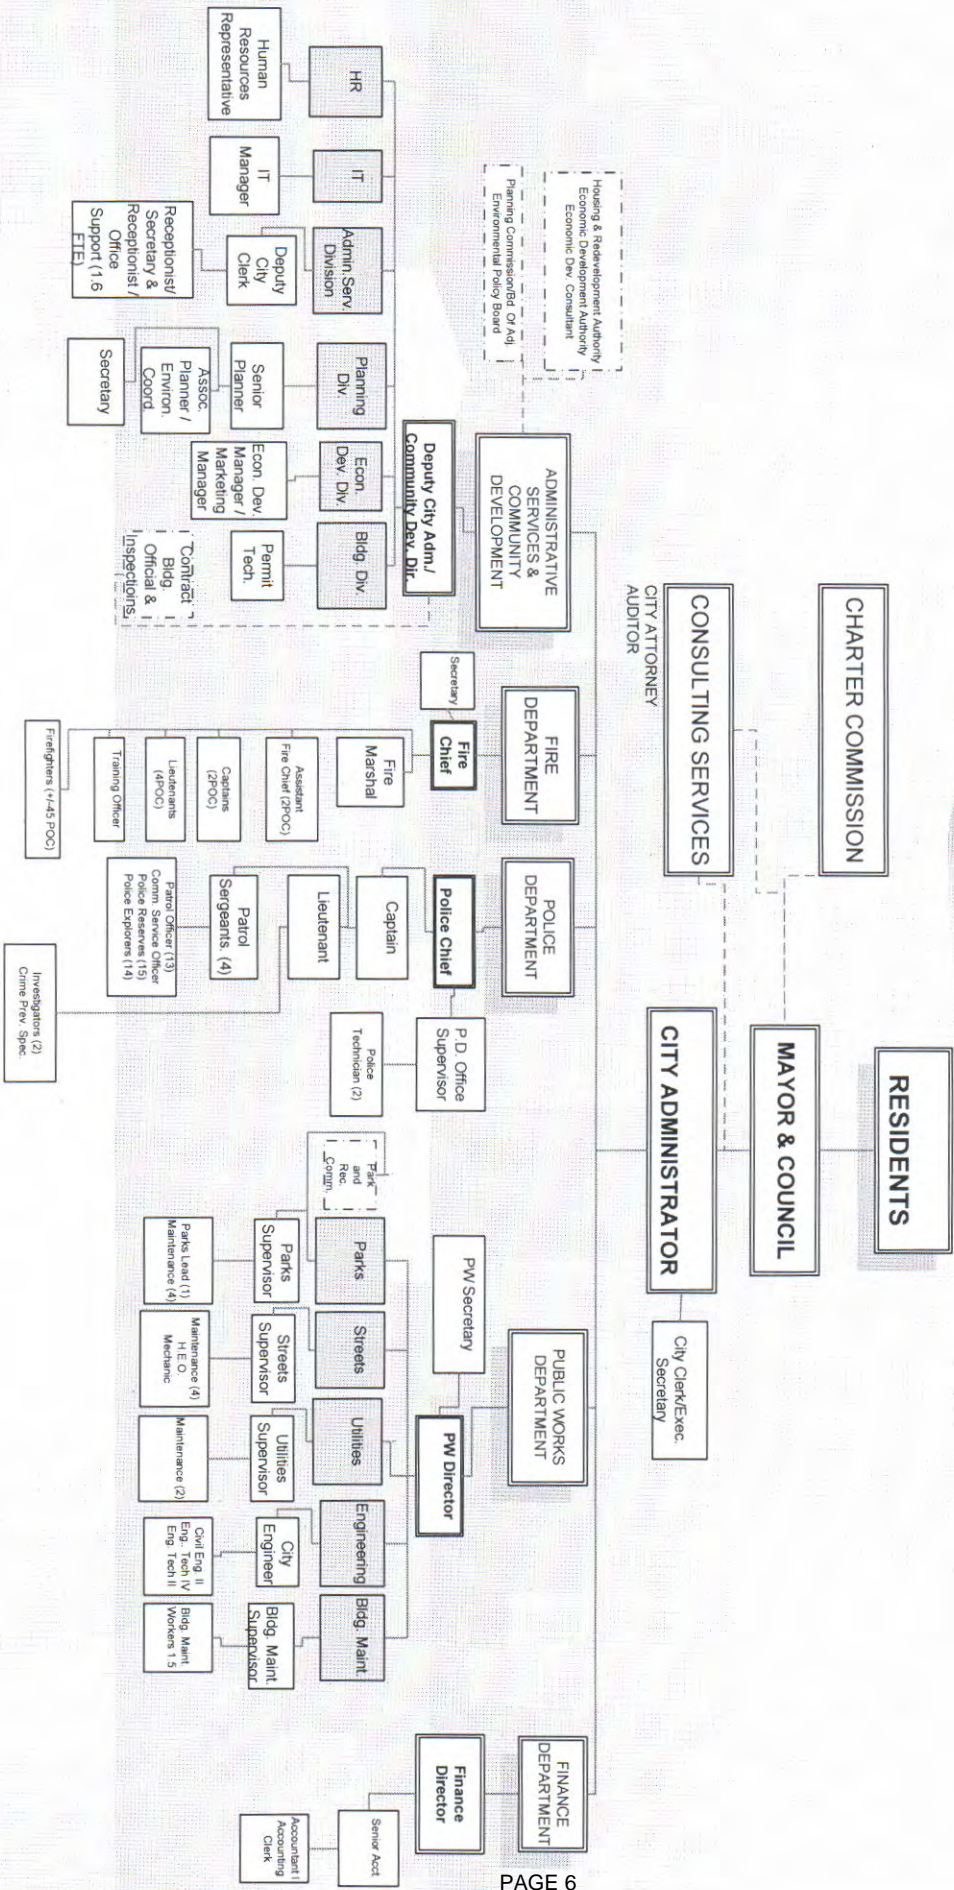 RESIDENTS
CHARTER COMMISSION
MAYOR & COUNCIL
CONSULTING SERVICES
CITY ATTORNEY
AUDITOR
CITY ADMINISTRATOR
City Clerk/Exec.
Secretary
Housing & Redevelopment Authority
Economic Development Authority
Economic Dev. Consultant
Planning Commission/Bd. Of Adj.
Environmental Policy Board
ADMINISTRATIVE
SERVICES &
COMMUNITY
DEVELOPMENT
FIRE
DEPARTMENT
POLICE
DEPARTMENT
PUBLIC WORKS
DEPARTMENT
FINANCE
DEPARTMENT
Deputy City Adm./
Community Dev. Dir.
Secretary
Fire
Chief
Police Chief
P.D. Office
Supervisor
PW Secretary
PW Director
Finance
Director
HR
IT
Admin.Serv.
Division
Planning
Div.
Econ.
Dev. Div.
Bldg. Div.
Human
Resources
Representative
IT
Manager
Deputy
City
Clerk
Receptionist/
Secretary &
Receptionist /
Office
Support (1.6
FTE)
Senior
Planner
Assoc.
Planner /
Environ.
Coord.
Secretary
Econ. Dev.
Manager /
Marketing
Manager
Permit
Tech.
Contract
Bldg.
Official &
Inspectioins
Fire
Marshal
Assistant
Fire Chief (2POC)
Captains
(2POC)
Lieutenants
(4POC)
Training Officer
Firefighters (+/-45 POC)
Captain
Lieutenant
Patrol
Sergeants. (4)
Patrol Officer (13)
Comm. Service Officer
Police Reserves (15)
Police Explorers (14)
Investigators (2)
Crime Prev. Spec.
Police
Technician (2)
Park
and
Rec.
Comm.
Parks
Streets
Utilities
Engineering
Bldg. Maint.
Parks
Supervisor
Streets
Supervisor
Utilities
Supervisor
City
Engineer
Bldg. Maint.
Supervisor
Parks Lead (1)
Maintenance (4)
Maintenance (4)
H.E.O.
Mechanic
Maintenance (2)
Civil Eng. II
Eng.. Tech IV
Eng. Tech II
Bldg. Maint.
Workers 1.5
Senior Acct
Accountant I
Accounting
Clerk
PAGE 6